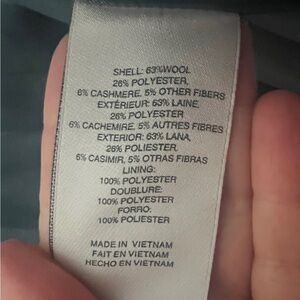 SHELL: 63%WOOL
26% POLYESTER,
6% CASHMERE, 5% OTHER FIBERS
EXTÉRIEUR: 63% LAINE,
26% POLYESTER
6% CACHEMIRE, 5% AUTRES FIBRES
EXTERIOR: 63% LANA,
26% POLIESTER,
6% CASIMIR, 5% OTRAS FIBRAS
LINING:
100% POLYESTER
DOUBLURE:
100% POLYESTER
FORRO:
100% POLIESTER
MADE IN VIETNAM
FAIT EN VIETNAM
HECHO EN VIETNAM